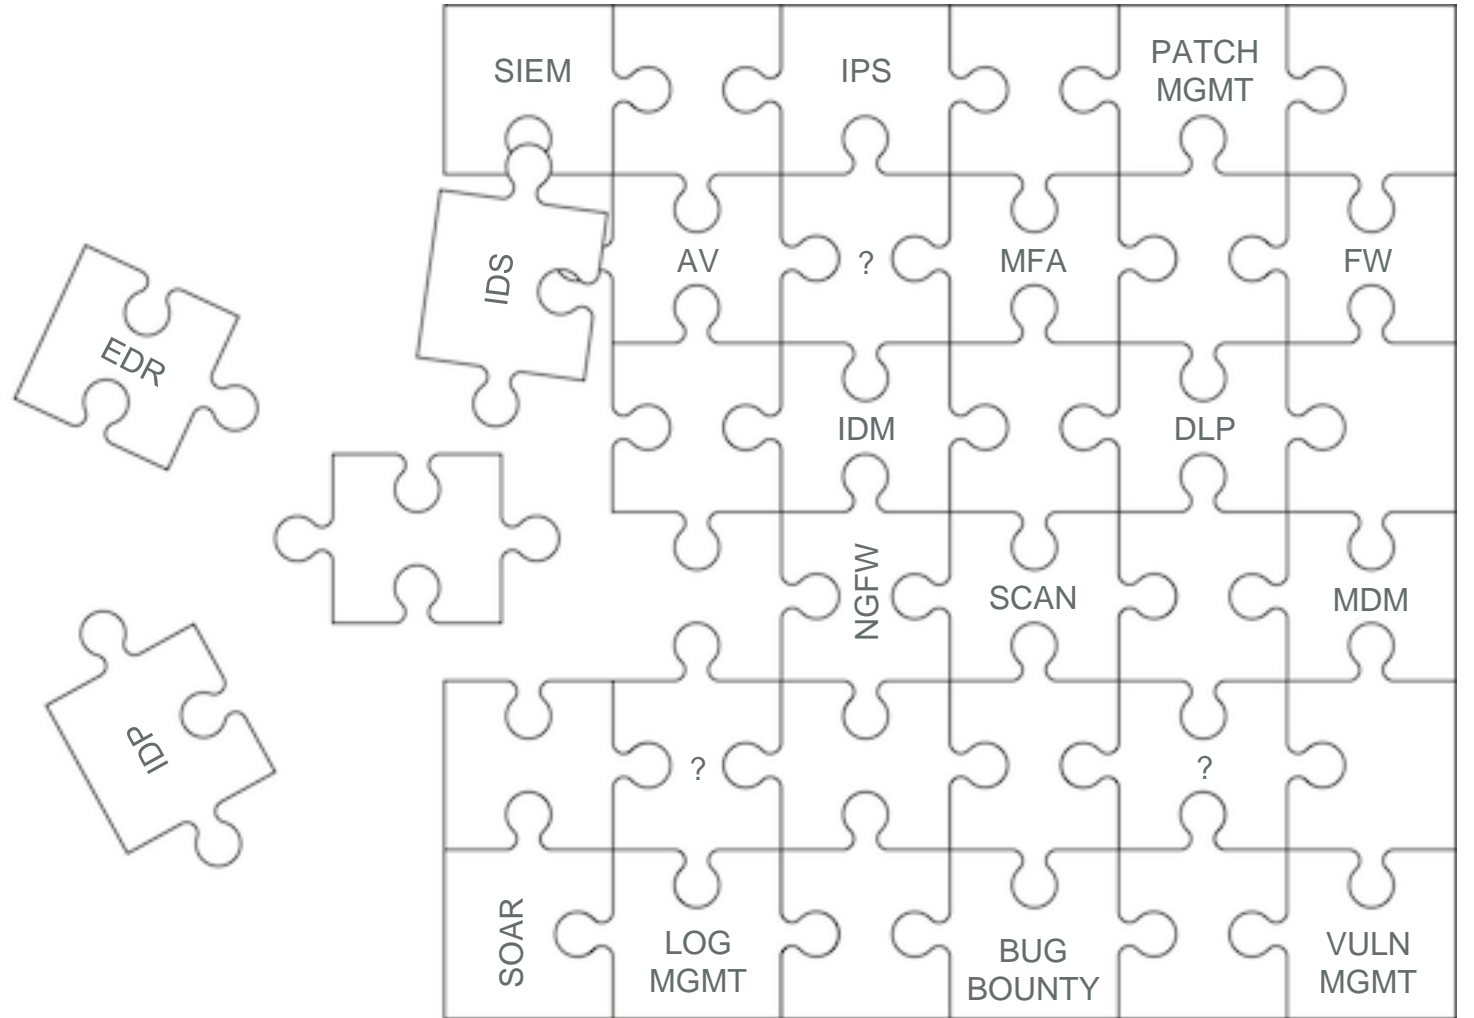 SIEM
IPS
PATCH
MGMT
IDS
AV
?
MFA
FW
EDR
IDM
DLP
NGFW
SCAN
MDM
IDP
?
?
SOAR
LOG
MGMT
BUG
BOUNTY
VULN
MGMT